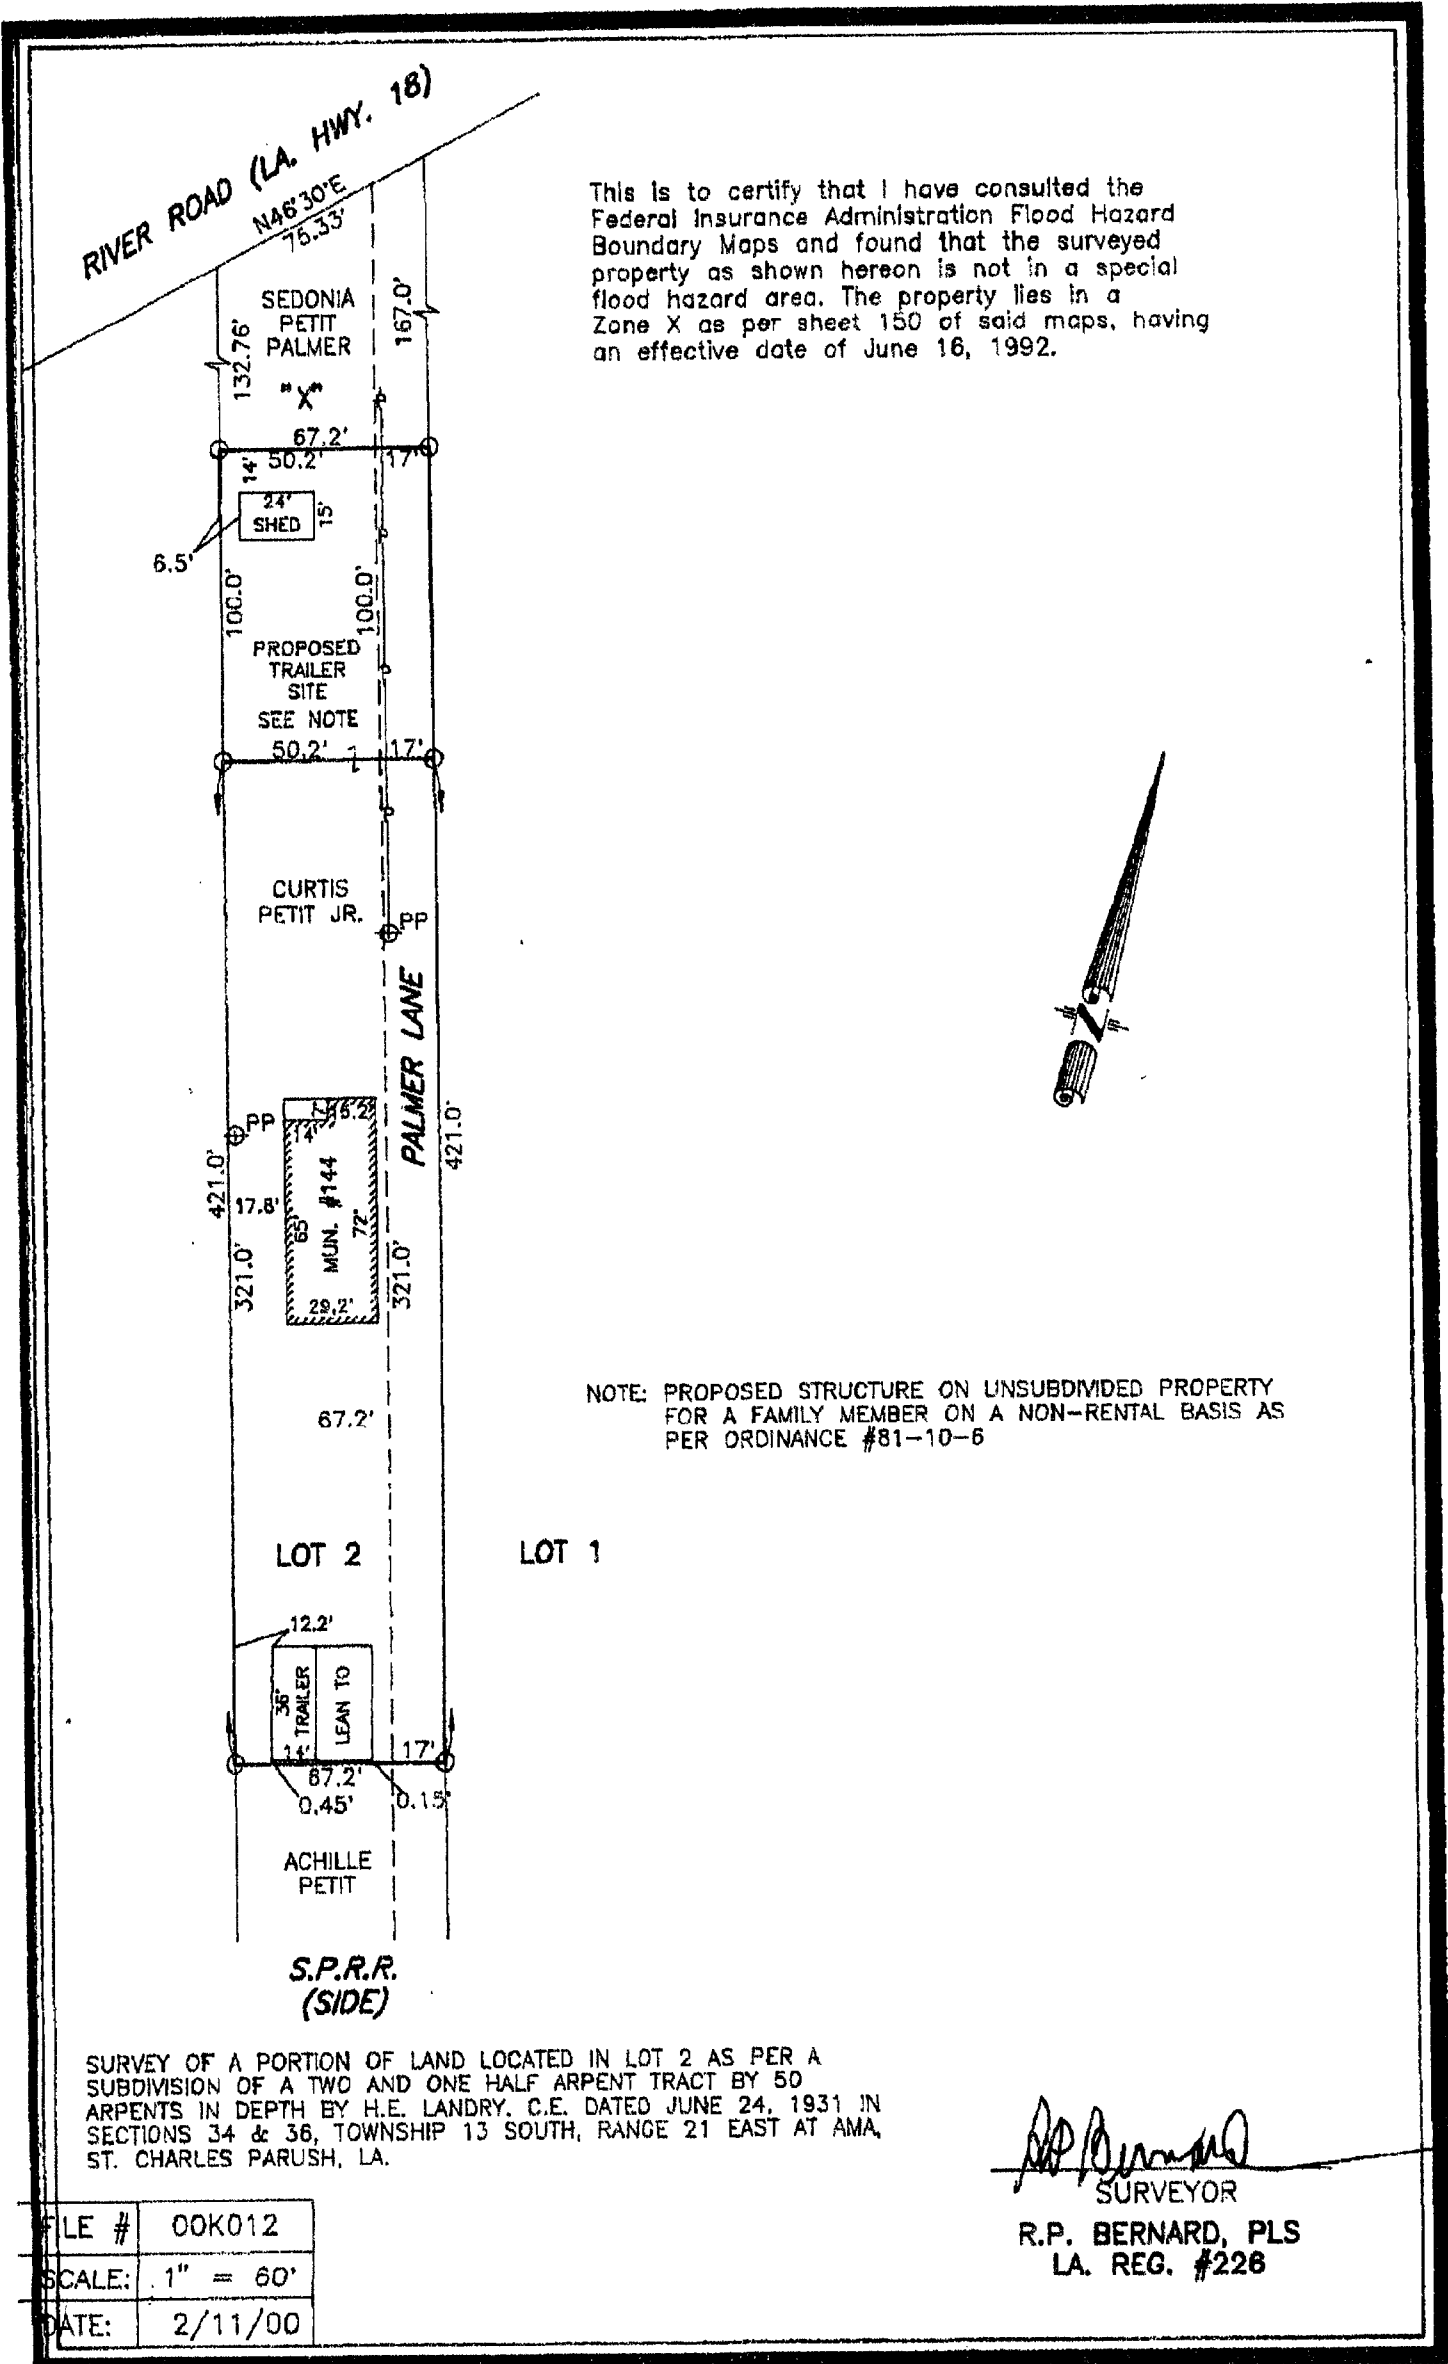 RIVER ROAD (LA. HWY. 18)
N46°30'E
75.33'
This is to certify that I have consulted the
Federal Insurance Administration Flood Hazard
Boundary Maps and found that the surveyed
property as shown hereon is not in a special
flood hazard area. The property lies in a
Zone X as per sheet 150 of said maps, having
an effective date of June 16, 1992.
SEDONIA
PETIT
PALMER
"X"
132.76'
167.0'
67.2'
50.2'
17'
14'
24'
SHED
15'
6.5'
100.0'
100.0'
PROPOSED
TRAILER
SITE
SEE NOTE
50.2'
17'
CURTIS
PETIT JR.
PP
PALMER LANE
PP
7'
15.2'
14'
MUN. #144
65'
72'
29.2'
17.8'
421.0'
321.0'
321.0'
421.0'
N
NOTE: PROPOSED STRUCTURE ON UNSUBDIVIDED PROPERTY
FOR A FAMILY MEMBER ON A NON-RENTAL BASIS AS
PER ORDINANCE #81-10-6
67.2'
LOT 2
LOT 1
12.2'
36'
TRAILER
LEAN TO
14'
17'
67.2'
0.45'
0.15'
ACHILLE
PETIT
S.P.R.R.
(SIDE)
SURVEY OF A PORTION OF LAND LOCATED IN LOT 2 AS PER A
SUBDIVISION OF A TWO AND ONE HALF ARPENT TRACT BY 50
ARPENTS IN DEPTH BY H.E. LANDRY. C.E. DATED JUNE 24, 1931 IN
SECTIONS 34 & 36, TOWNSHIP 13 SOUTH, RANGE 21 EAST AT AMA,
ST. CHARLES PARUSH, LA.
RP Bernard
SURVEYOR
R.P. BERNARD, PLS
LA. REG. #226
FILE # 00K012
SCALE: 1" = 60'
DATE: 2/11/00